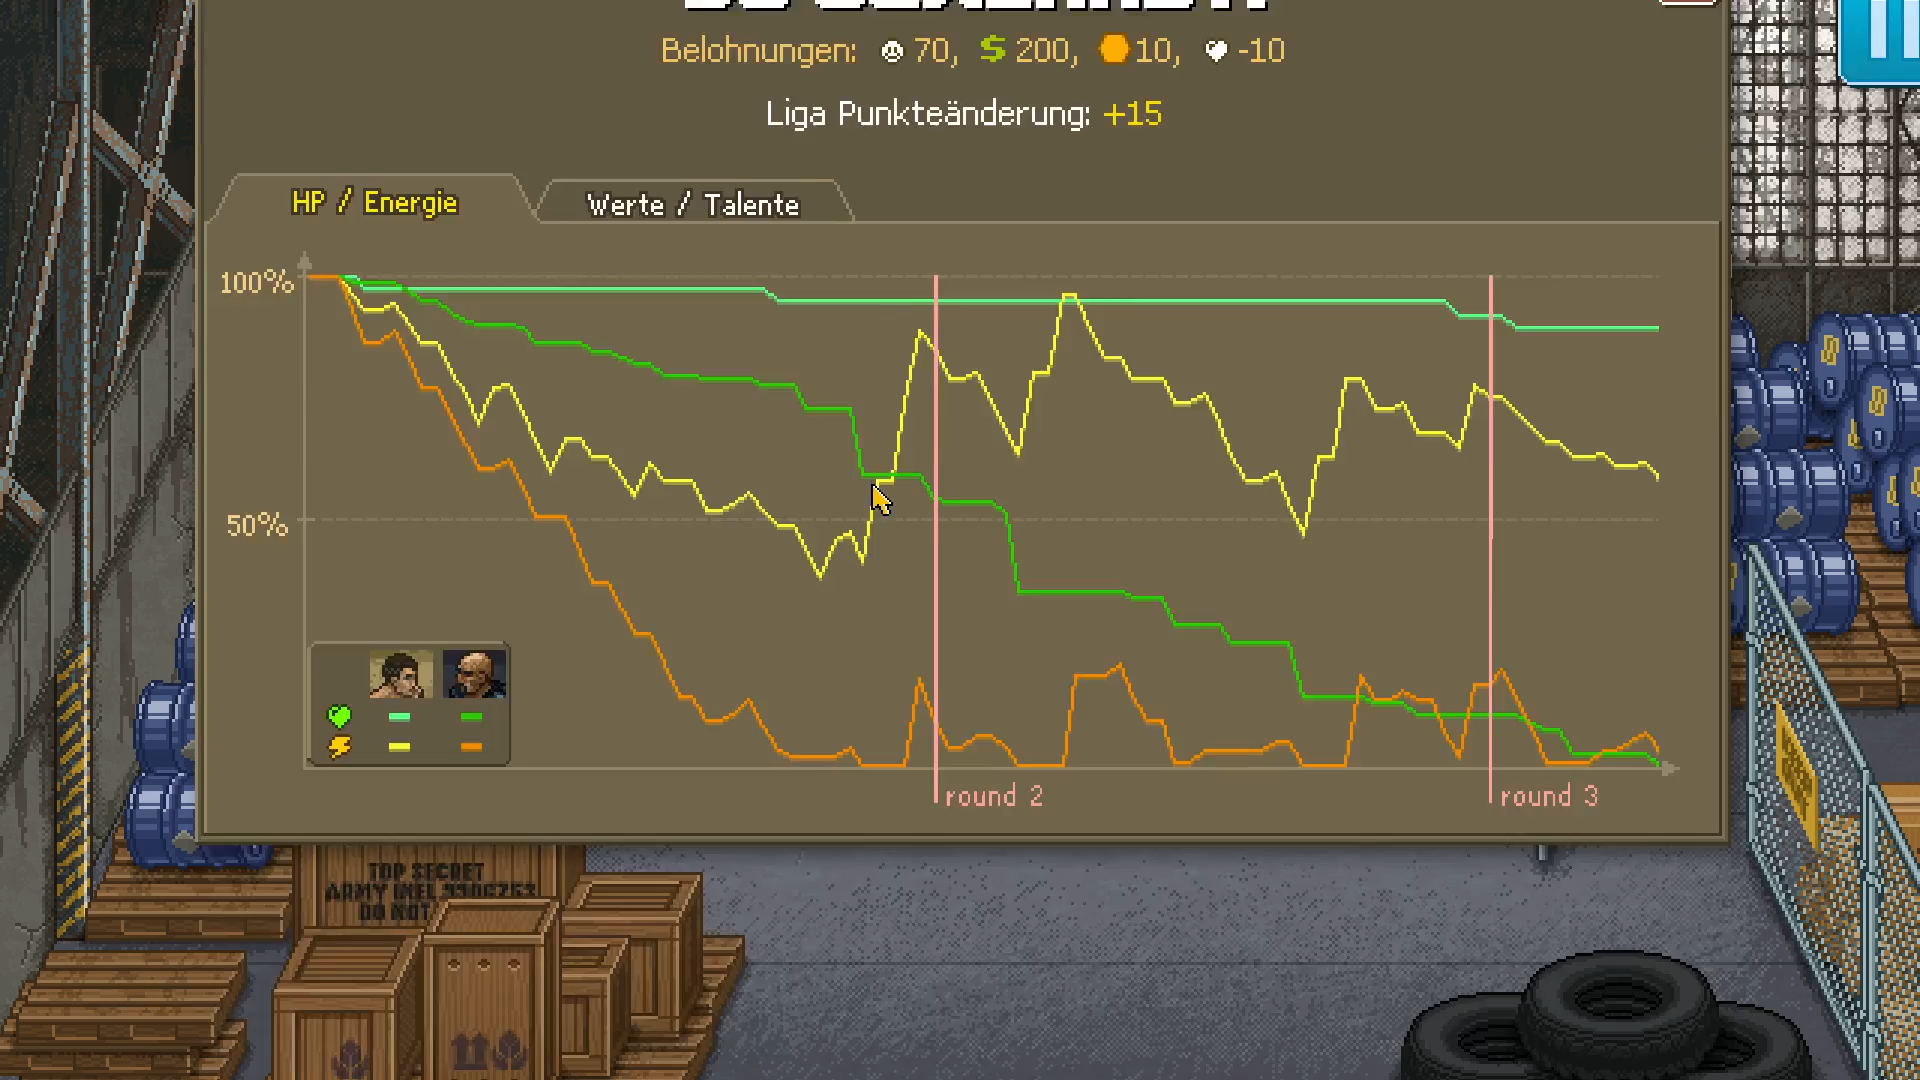 Belohnungen: 70, $ 200, 10, -10
Liga Punkteänderung: +15
HP / Energie
Werte / Talente
100%
50%
round 2
round 3
TOP SECRET
ARMY
DO NOT